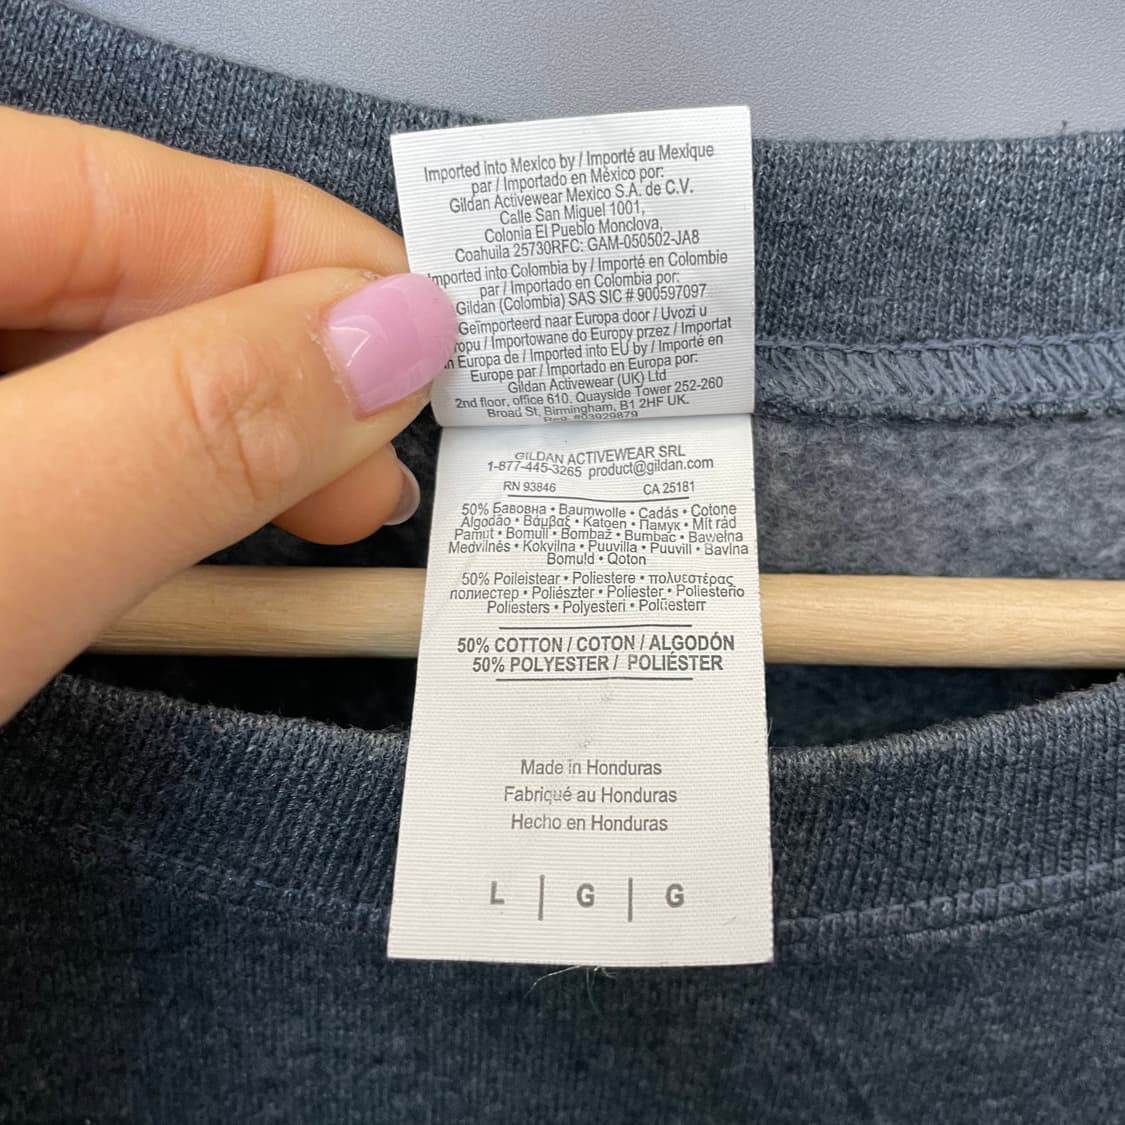 Imported into Mexico by / Importé au Mexique
par / Importado en México por:
Gildan Activewear Mexico S.A. de C.V.
Calle San Miguel 1001,
Colonia El Pueblo Monclova,
Coahuila 25730RFC: GAM-050502-JA8
Imported into Colombia by / Importé en Colombie
par / Importado en Colombia por:
Gildan (Colombia) SAS SIC # 900597097
Geïmporteerd naar Europa door / Uvozi u
/ Importowane do Europy przez / Importat
Europa de / Imported into EU by / Importé en
Europe par / Importado en Europa por:
Gildan Activewear (UK) Ltd
2nd floor, office 610, Quayside Tower 252-260
Broad St, Birmingham, B1 2HF UK.
Reg. #03929879
GILDAN ACTIVEWEAR SRL
1-877-445-3265 product@gildan.com
RN 93846 CA 25181
50% Бавовна • Baumwolle • Cadás • Cotone
Algodão • Βάμβαξ • Katoen • Памук • Mit rád
Pamut • Bomull • Bombaž • Bumbac • Bawełna
Medvilnės • Kokvilna • Puuvilla • Puuvill • Bavlna
Bomuld • Qoton
50% Poileistear • Poliestere • πολυεστέρας
полиестер • Poliészter • Poliester • Poliesteño
Poliesters • Polyesteri • Polüesterr
50% COTTON / COTON / ALGODÓN
50% POLYESTER / POLIÉSTER
Made in Honduras
Fabriqué au Honduras
Hecho en Honduras
L | G | G